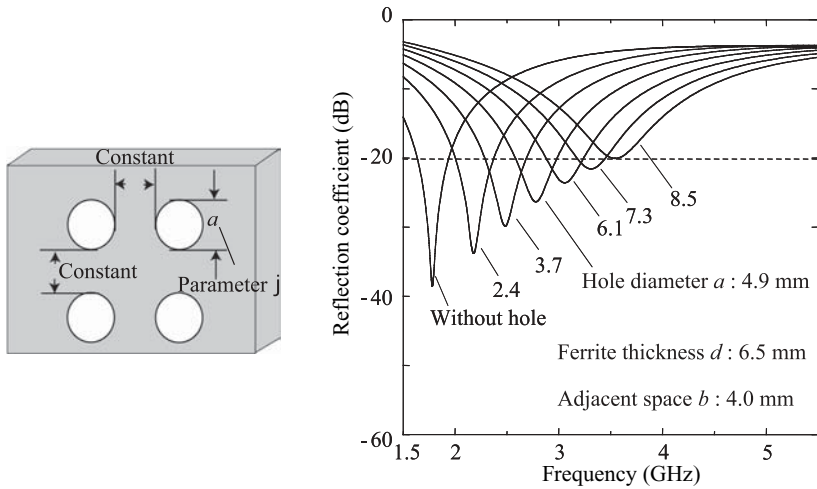 Constant
a
Constant
Parameter j
0
-20
-40
-60
Reflection coefficient (dB)
8.5
7.3
6.1
3.7
2.4
Hole diameter a : 4.9 mm
Without hole
Ferrite thickness d : 6.5 mm
Adjacent space b : 4.0 mm
1.5 2 3 4 5
Frequency (GHz)